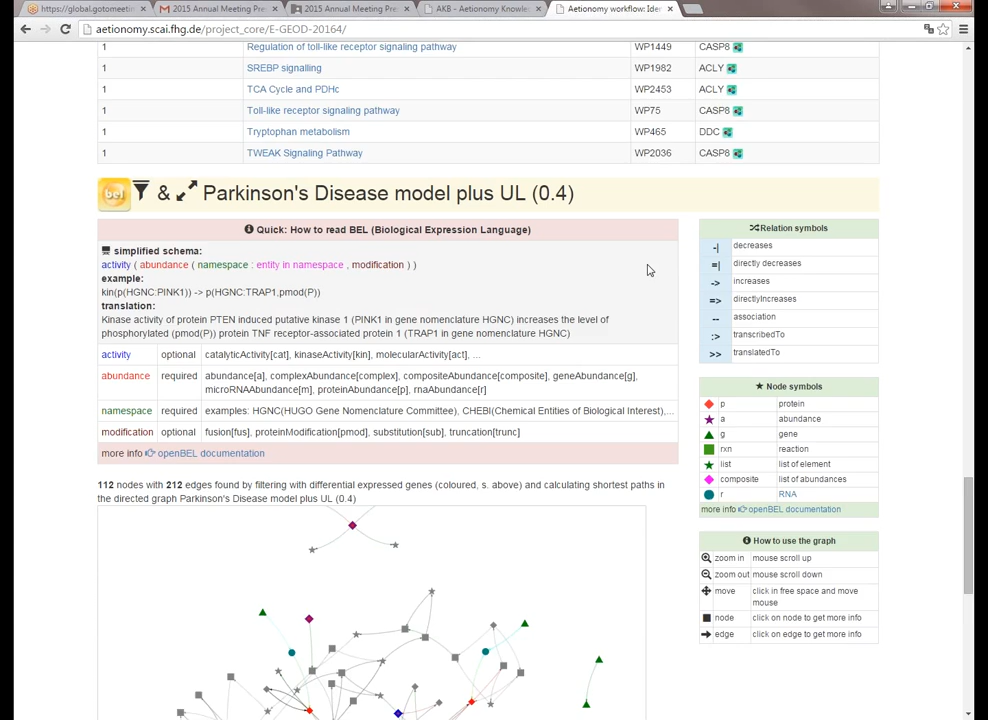 https://global.gotomeetin
2015 Annual Meeting Pre
2015 Annual Meeting Pres
AKB - Aetionomy Knowle
Aetionomy workflow: Ide
aetionomy.scai.fhg.de/project_core/E-GEOD-20164/
1 Regulation of toll-like receptor signaling pathway WP1449 CASP8
1 SREBP signalling WP1982 ACLY
1 TCA Cycle and PDHc WP2453 ACLY
1 Toll-like receptor signaling pathway WP75 CASP8
1 Tryptophan metabolism WP465 DDC
1 TWEAK Signaling Pathway WP2036 CASP8
bel & Parkinson's Disease model plus UL (0.4)
Quick: How to read BEL (Biological Expression Language)
simplified schema:
activity ( abundance ( namespace : entity in namespace , modification ) )
example:
kin(p(HGNC:PINK1)) -> p(HGNC:TRAP1,pmod(P))
translation:
Kinase activity of protein PTEN induced putative kinase 1 (PINK1 in gene nomenclature HGNC) increases the level of
phosphorylated (pmod(P)) protein TNF receptor-associated protein 1 (TRAP1 in gene nomenclature HGNC)
activity optional catalyticActivity[cat], kinaseActivity[kin], molecularActivity[act], ...
abundance required abundance[a], complexAbundance[complex], compositeAbundance[composite], geneAbundance[g],
microRNAAbundance[m], proteinAbundance[p], rnaAbundance[r]
namespace required examples: HGNC(HUGO Gene Nomenclature Committee), CHEBI(Chemical Entities of Biological Interest),...
modification optional fusion[fus], proteinModification[pmod], substitution[sub], truncation[trunc]
more info openBEL documentation
112 nodes with 212 edges found by filtering with differential expressed genes (coloured, s. above) and calculating shortest paths in
the directed graph Parkinson's Disease model plus UL (0.4)
Relation symbols
-| decreases
=| directly decreases
-> increases
=> directlyIncreases
-- association
:> transcribedTo
>> translatedTo
Node symbols
p protein
a abundance
g gene
rxn reaction
list list of element
composite list of abundances
r RNA
more info openBEL documentation
How to use the graph
zoom in mouse scroll up
zoom out mouse scroll down
move click in free space and move
mouse
node click on node to get more info
edge click on edge to get more info